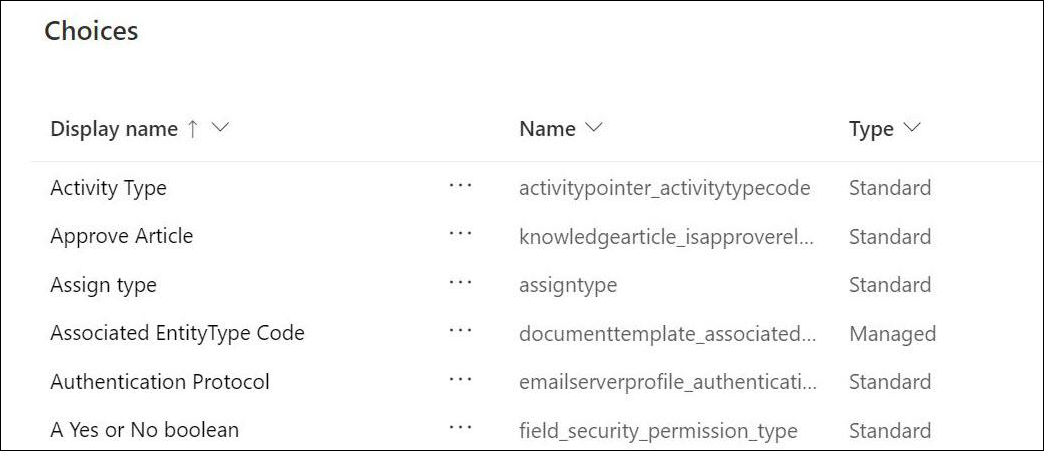 Choices
Display name ↑ Name Type
Activity Type ... activitypointer_activitytypecode Standard
Approve Article ... knowledgearticle_isapproverel... Standard
Assign type ... assigntype Standard
Associated EntityType Code ... documenttemplate_associated... Managed
Authentication Protocol ... emailserverprofile_authenticati... Standard
A Yes or No boolean ... field_security_permission_type Standard